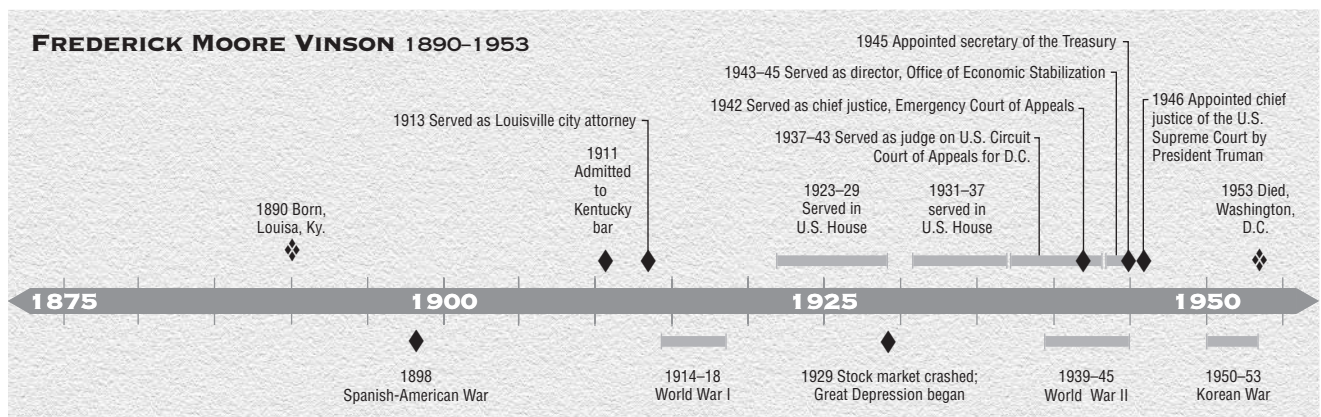 FREDERICK MOORE VINSON 1890–1953
1945 Appointed secretary of the Treasury
1943–45 Served as director, Office of Economic Stabilization
1942 Served as chief justice, Emergency Court of Appeals
1946 Appointed chief
justice of the U.S.
Supreme Court by
President Truman
1913 Served as Louisville city attorney
1937–43 Served as judge on U.S. Circuit
Court of Appeals for D.C.
1911
Admitted
to
Kentucky
bar
1890 Born,
Louisa, Ky.
1923–29
Served in
U.S. House
1931–37
served in
U.S. House
1953 Died,
Washington,
D.C.
1875 1900 1925 1950
1898
Spanish-American War
1914–18
World War I
1929 Stock market crashed;
Great Depression began
1939–45
World War II
1950–53
Korean War